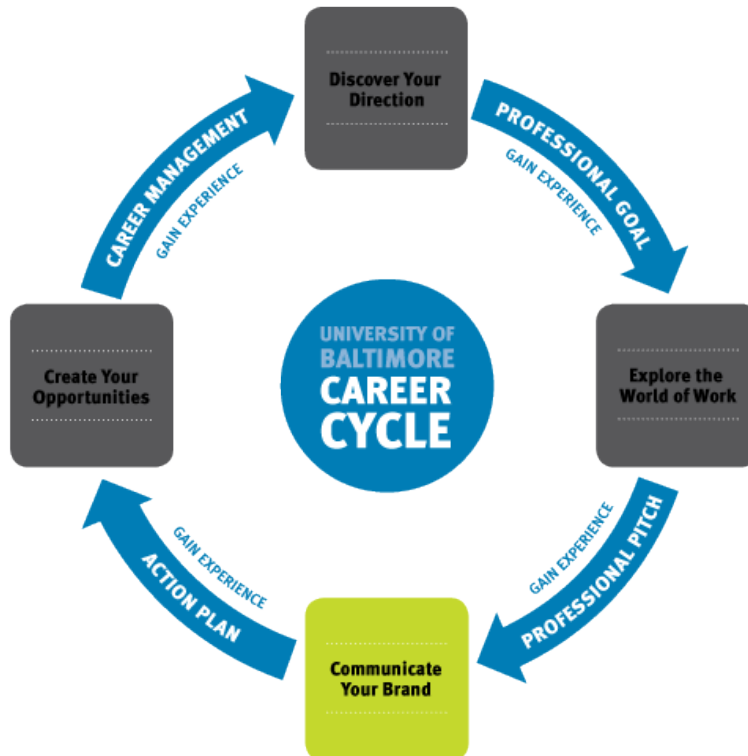 Discover Your
Direction
PROFESSIONAL GOAL
GAIN EXPERIENCE
Explore the
World of Work
PROFESSIONAL PITCH
GAIN EXPERIENCE
Communicate
Your Brand
ACTION PLAN
GAIN EXPERIENCE
Create Your
Opportunities
CAREER MANAGEMENT
GAIN EXPERIENCE
UNIVERSITY OF
BALTIMORE
CAREER
CYCLE